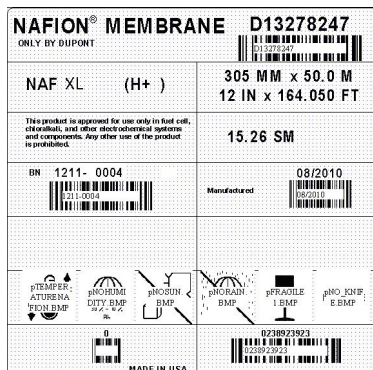 NAFION® MEMBRANE
ONLY BY DUPONT
D13278247
D13278247
NAF XL (H+ )
305 MM x 50.0 M
12 IN x 164.050 FT
This product is approved for use only in fuel cell,
chloralkali, and other electrochemical systems
and components. Any other use of the product
is prohibited.
15.26 SM
BN 1211- 0004
1211-0004
Manufactured
08/2010
08/2010
pTEMPER
ATURENA
FION.BMP
pNOHUMI
DITY.BMP
pNOSUN
BMP
pNORAIN
BMP
pFRAGILE
1.BMP
pNO_KNIF
E.BMP
0
MADE IN USA
0238923923
0238923923